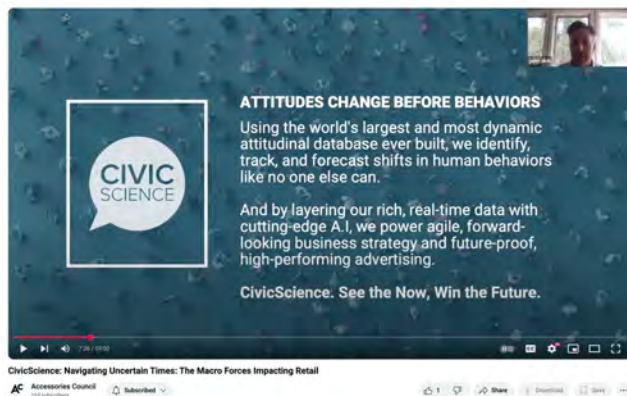 CIVIC
SCIENCE
ATTITUDES CHANGE BEFORE BEHAVIORS
Using the world's largest and most dynamic
attitudinal database ever built, we identify,
track, and forecast shifts in human behaviors
like no one else can.
And by layering our rich, real-time data with
cutting-edge A.I, we power agile, forward-
looking business strategy and future-proof,
high-performing advertising.
CivicScience. See the Now, Win the Future.
CivicScience: Navigating Uncertain Times: The Macro Forces Impacting Retail
AC
Accessories Council
Subscribed
1
Share
Download
Save